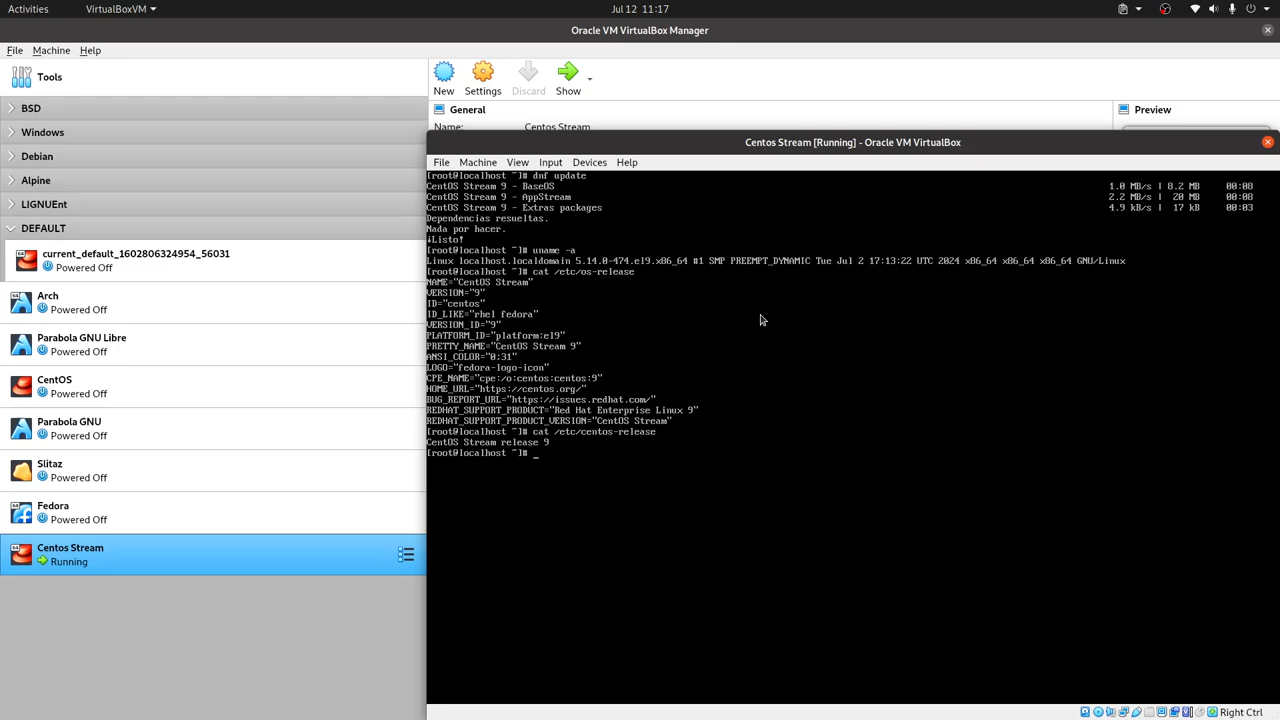 Activities
VirtualBoxVM
Jul 12 11:17
Oracle VM VirtualBox Manager
File Machine Help
Tools
New Settings Discard Show
BSD
Windows
Debian
Alpine
LIGNUEnt
DEFAULT
current_default_1602806324954_56031
Powered Off
Arch
Powered Off
Parabola GNU Libre
Powered Off
CentOS
Powered Off
Parabola GNU
Powered Off
Slitaz
Powered Off
Fedora
Powered Off
Centos Stream
Running
General
Name: Centos Stream
Preview
Centos Stream [Running] - Oracle VM VirtualBox
File Machine View Input Devices Help
[root@localhost ~]# dnf update
CentOS Stream 9 - BaseOS 1.0 MB/s | 8.2 MB 00:08
CentOS Stream 9 - AppStream 2.2 MB/s | 20 MB 00:08
CentOS Stream 9 - Extras packages 4.9 kB/s | 17 kB 00:03
Dependencias resueltas.
Nada por hacer.
¡Listo!
[root@localhost ~]# uname -a
Linux localhost.localdomain 5.14.0-474.el9.x86_64 #1 SMP PREEMPT_DYNAMIC Tue Jul 2 17:13:22 UTC 2024 x86_64 x86_64 x86_64 GNU/Linux
[root@localhost ~]# cat /etc/os-release
NAME="CentOS Stream"
VERSION="9"
ID="centos"
ID_LIKE="rhel fedora"
VERSION_ID="9"
PLATFORM_ID="platform:el9"
PRETTY_NAME="CentOS Stream 9"
ANSI_COLOR="0;31"
LOGO="fedora-logo-icon"
CPE_NAME="cpe:/o:centos:centos:9"
HOME_URL="https://centos.org/"
BUG_REPORT_URL="https://issues.redhat.com/"
REDHAT_SUPPORT_PRODUCT="Red Hat Enterprise Linux 9"
REDHAT_SUPPORT_PRODUCT_VERSION="CentOS Stream"
[root@localhost ~]# cat /etc/centos-release
CentOS Stream release 9
[root@localhost ~]# _
Right Ctrl